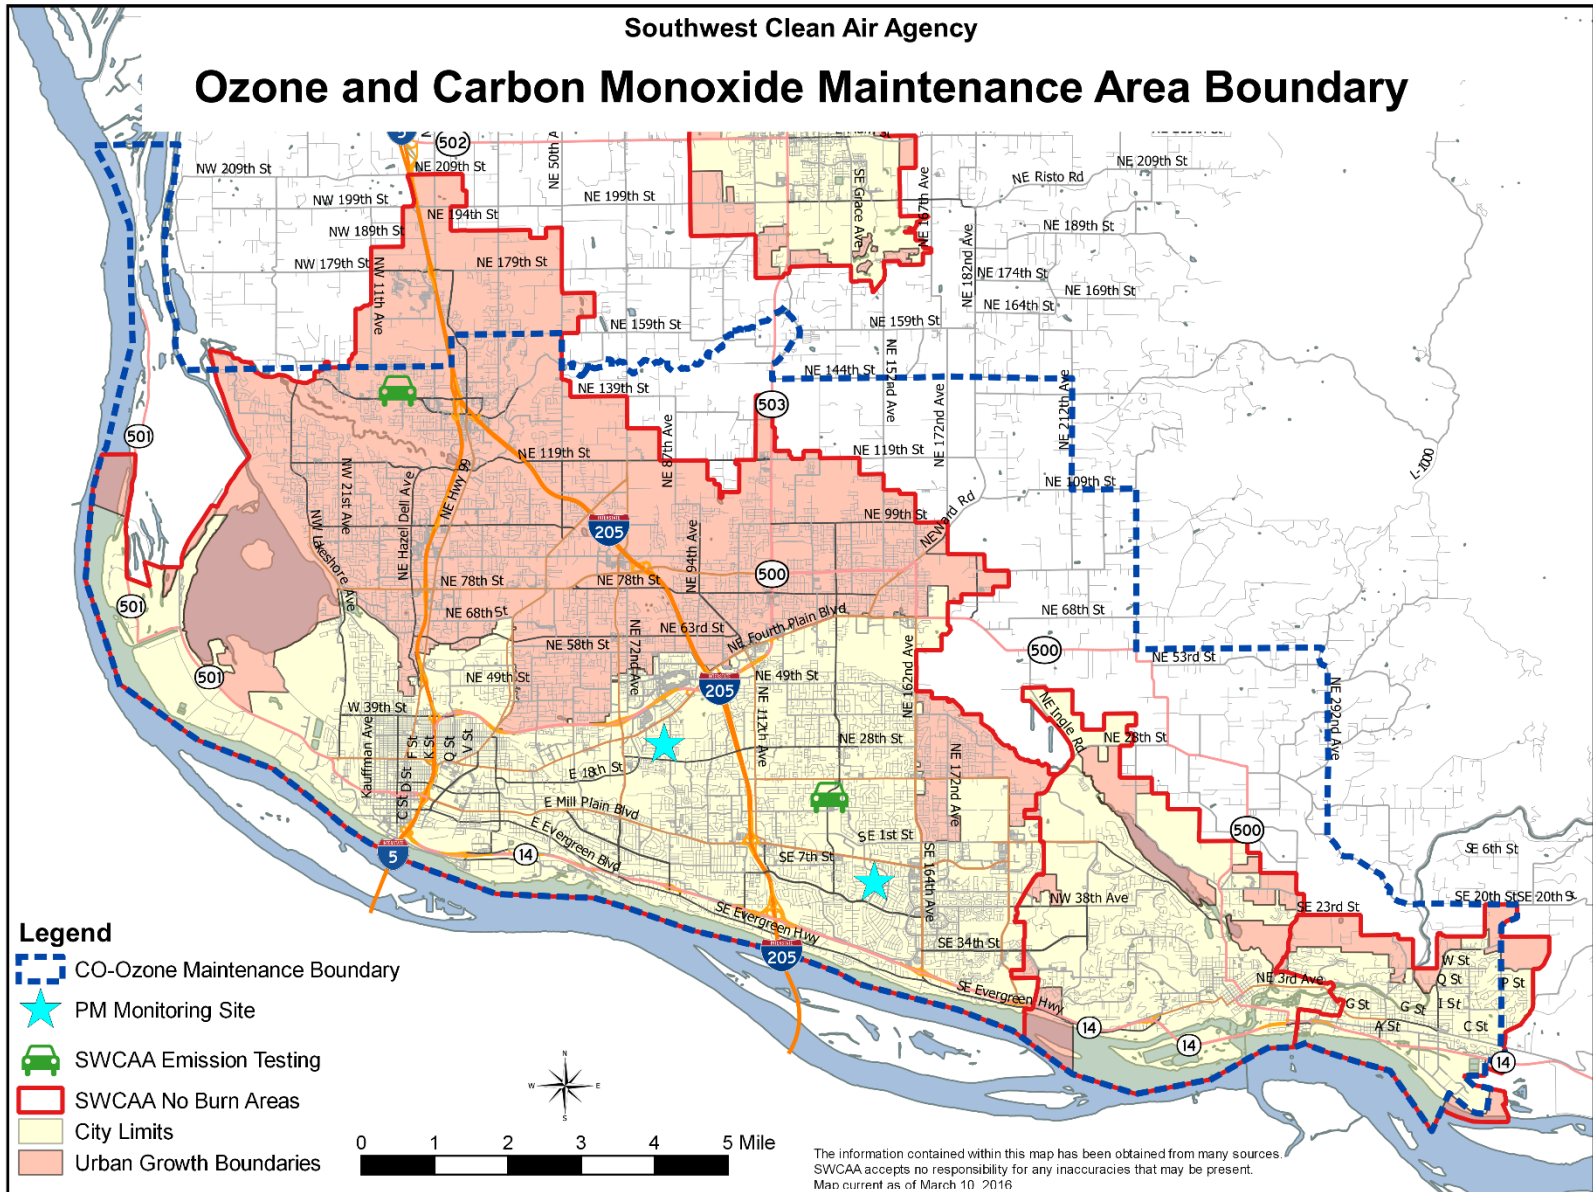 Southwest Clean Air Agency
Ozone and Carbon Monoxide Maintenance Area Boundary
502
NW 209th St
NE 209th St
NE 50th A
NE 209th St
NE Risto Rd
NW 199th St
NE 199th St
NE 194th St
NW 189th St
SE Grace Ave
NE 167th Ave
NE 189th St
NW 179th St
NE 179th St
NW 11th Ave
NE 182nd Ave
NE 174th St
NE 169th St
NE 164th St
NE 159th St
NE 159th St
NE 152nd Ave
NE 144th St
NE 139th St
503
NE 172nd Ave
NE 212th Ave
501
NE 87th Ave
NE 119th St
NE 119th St
L-1090
NW 21st Ave
NE Hazel Dell Ave
NE Hwy 99
NE 109th St
NW Lakeshore Ave
205
NE 94th Ave
NE 99th St
NE Ward Rd
NE 78th St
NE 78th St
500
501
NE 68th St
NE 68th St
NE 63rd St
NE Fourth Plain Blvd
NE 58th St
NE 72nd Ave
500
NE 53rd St
501
NE 49th St
205
NE 49th St
NE 162nd Ave
NE 292nd Ave
W 39th St
NE 112th Ave
NE Ingle Rd
Kauffman Ave
F St
K St
Q St
V St
NE 28th St
NE 28th St
NE 172nd Ave
C St
D St
E 18th St
E Mill Plain Blvd
E Evergreen Blvd
SE 1st St
500
5
14
SE 7th St
SE 164th Ave
SE 6th St
NW 38th Ave
SE 20th St
SE 20th S
SE 23rd St
SE Evergreen Hwy
SE 34th St
205
W St
NE 3rd Ave
Q St
P St
SE Evergreen Hwy
G St
G St
I St
A St
C St
14
14
14
Legend
CO-Ozone Maintenance Boundary
PM Monitoring Site
SWCAA Emission Testing
SWCAA No Burn Areas
City Limits
Urban Growth Boundaries
N
W
E
S
0 1 2 3 4 5 Mile
The information contained within this map has been obtained from many sources.
SWCAA accepts no responsibility for any inaccuracies that may be present.
Map current as of March 10, 2016